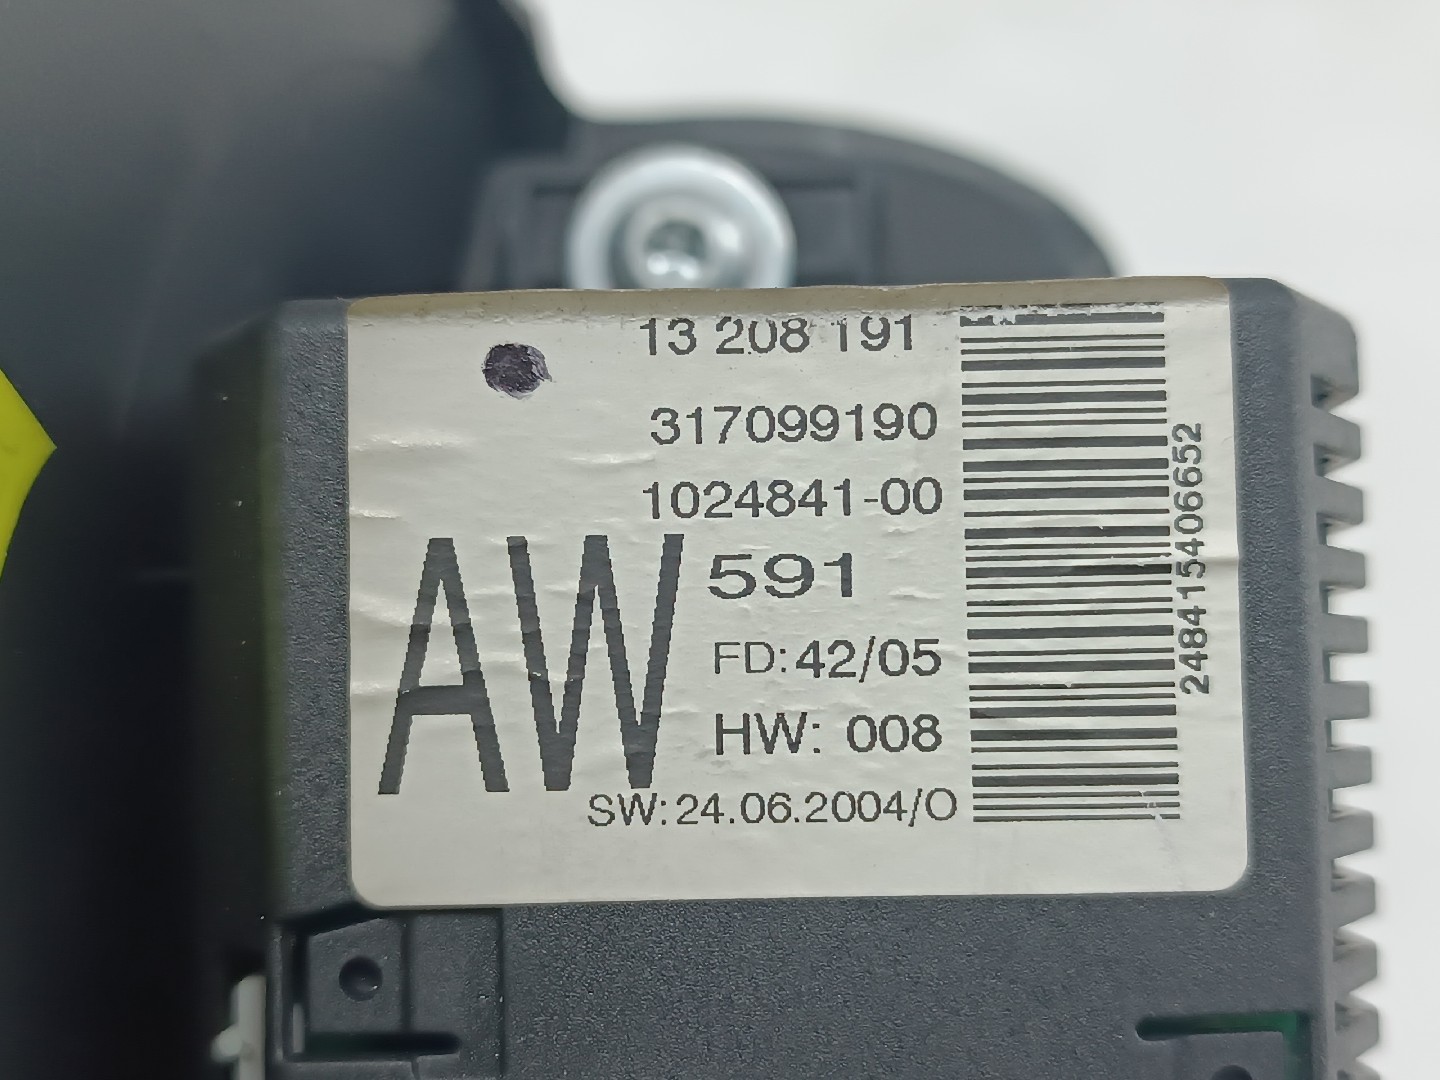 13 208 191
317099190
1024841-00
AW 591
FD:42/05
HW: 008
SW:24.06.2004/O
248415406652